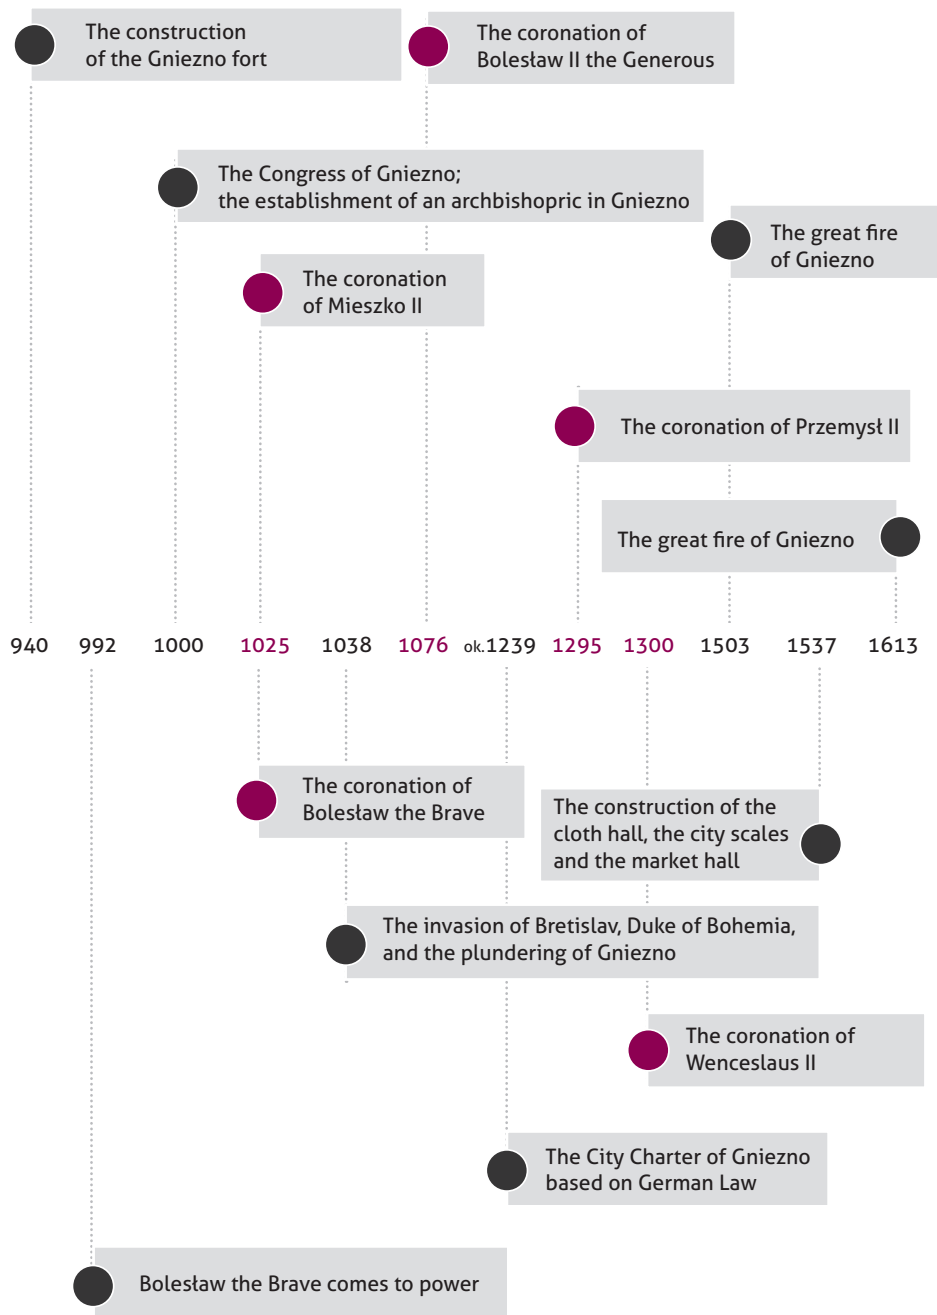 The construction
of the Gniezno fort
The coronation of
Bolesław II the Generous
The Congress of Gniezno;
the establishment of an archbishopric in Gniezno
The great fire
of Gniezno
The coronation
of Mieszko II
The coronation of Przemysł II
The great fire of Gniezno
940 992 1000 1025 1038 1076 ok.1239 1295 1300 1503 1537 1613
The coronation of
Bolesław the Brave
The construction of the
cloth hall, the city scales
and the market hall
The invasion of Bretislav, Duke of Bohemia,
and the plundering of Gniezno
The coronation of
Wenceslaus II
The City Charter of Gniezno
based on German Law
Bolesław the Brave comes to power